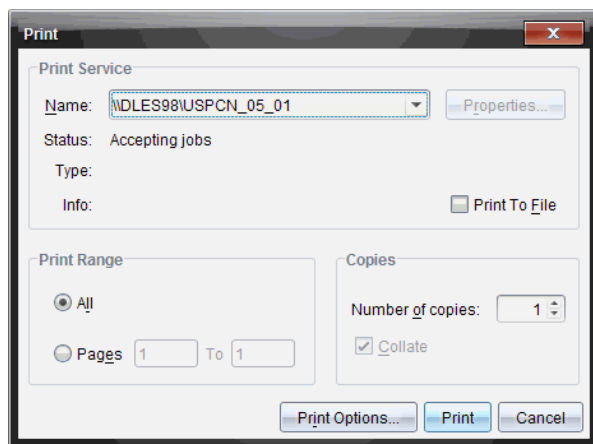 Print
Print Service
Name: \\DLES98\USPCN_05_01 Properties...
Status: Accepting jobs
Type:
Info: Print To File
Print Range
All
Pages 1 To 1
Copies
Number of copies: 1
Collate
Print Options... Print Cancel